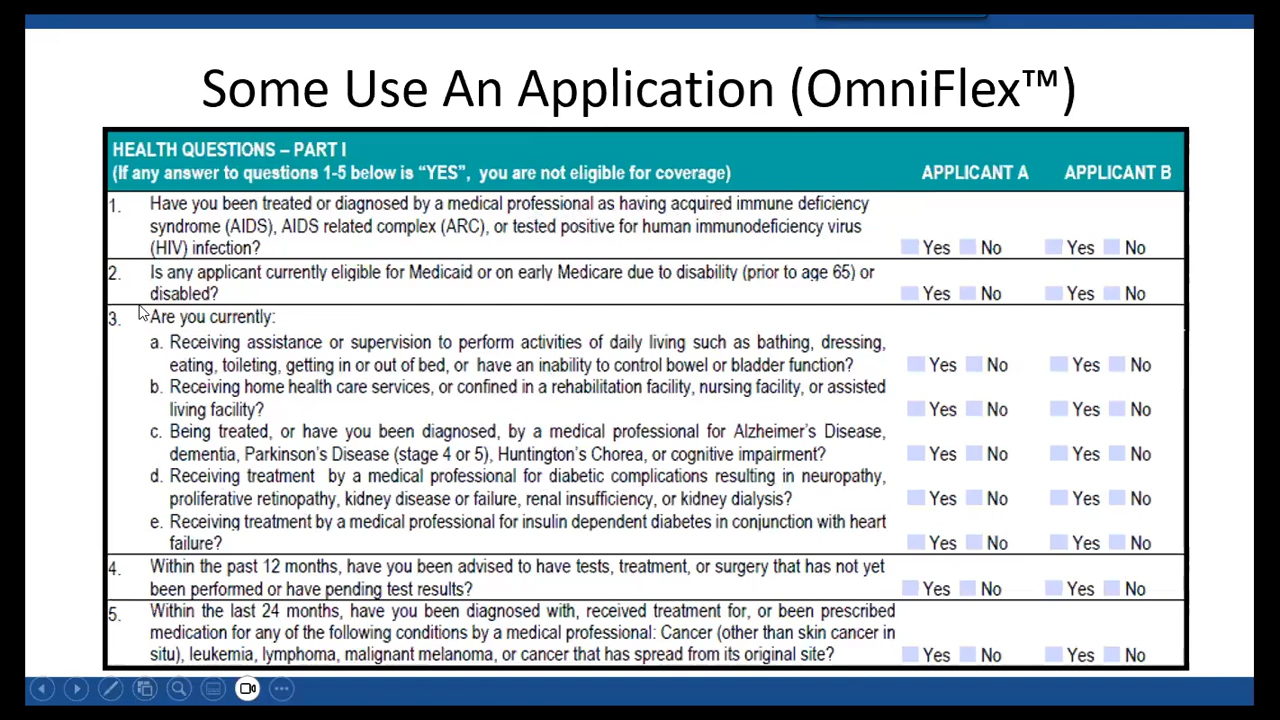 Some Use An Application (OmniFlex™)
HEALTH QUESTIONS – PART I
(If any answer to questions 1-5 below is “YES”, you are not eligible for coverage) APPLICANT A APPLICANT B
1. Have you been treated or diagnosed by a medical professional as having acquired immune deficiency
syndrome (AIDS), AIDS related complex (ARC), or tested positive for human immunodeficiency virus
(HIV) infection? Yes No Yes No
2. Is any applicant currently eligible for Medicaid or on early Medicare due to disability (prior to age 65) or
disabled? Yes No Yes No
3. Are you currently:
a. Receiving assistance or supervision to perform activities of daily living such as bathing, dressing,
eating, toileting, getting in or out of bed, or have an inability to control bowel or bladder function? Yes No Yes No
b. Receiving home health care services, or confined in a rehabilitation facility, nursing facility, or assisted
living facility? Yes No Yes No
c. Being treated, or have you been diagnosed, by a medical professional for Alzheimer’s Disease,
dementia, Parkinson’s Disease (stage 4 or 5), Huntington’s Chorea, or cognitive impairment? Yes No Yes No
d. Receiving treatment by a medical professional for diabetic complications resulting in neuropathy,
proliferative retinopathy, kidney disease or failure, renal insufficiency, or kidney dialysis? Yes No Yes No
e. Receiving treatment by a medical professional for insulin dependent diabetes in conjunction with heart
failure? Yes No Yes No
4. Within the past 12 months, have you been advised to have tests, treatment, or surgery that has not yet
been performed or have pending test results? Yes No Yes No
5. Within the last 24 months, have you been diagnosed with, received treatment for, or been prescribed
medication for any of the following conditions by a medical professional: Cancer (other than skin cancer in
situ), leukemia, lymphoma, malignant melanoma, or cancer that has spread from its original site? Yes No Yes No